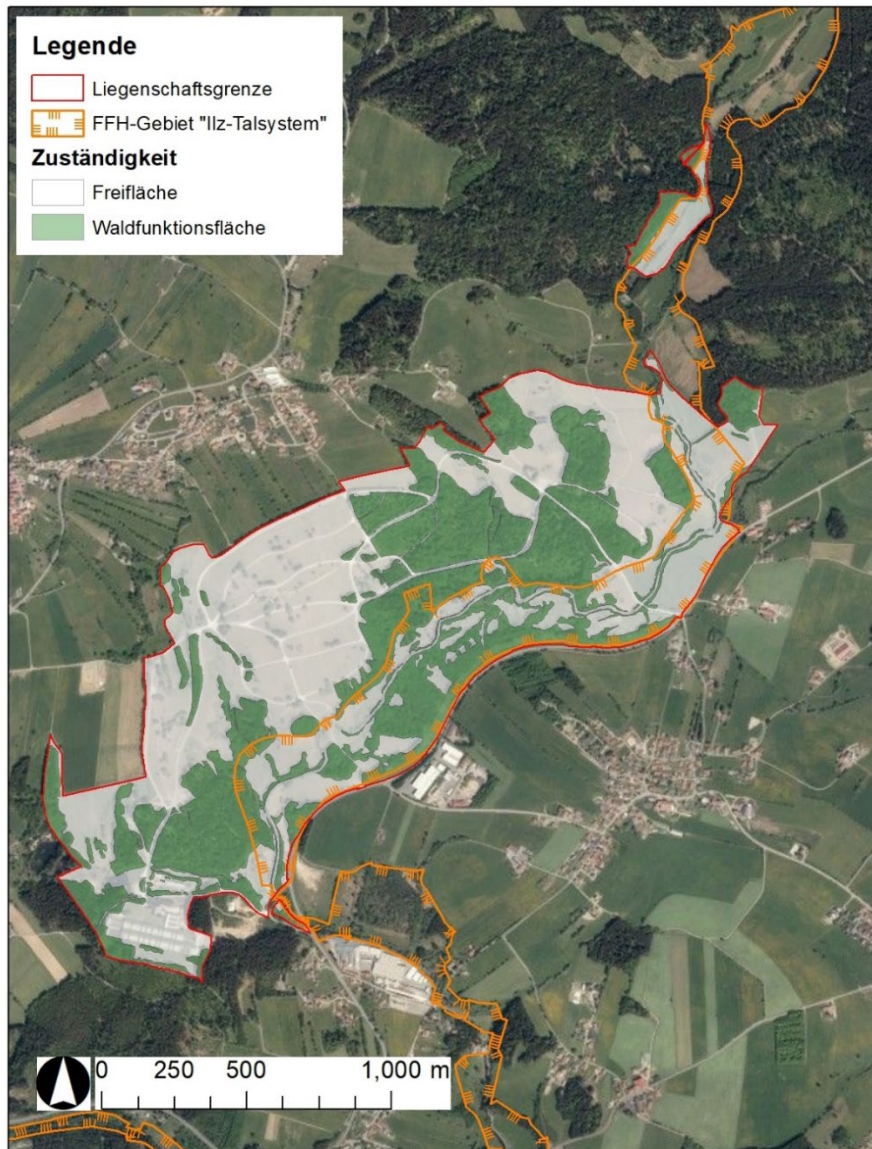 Legende
Liegenschaftsgrenze
FFH-Gebiet "Ilz-Talsystem"
Zuständigkeit
Freifläche
Waldfunktionsfläche
0 250 500 1,000 m